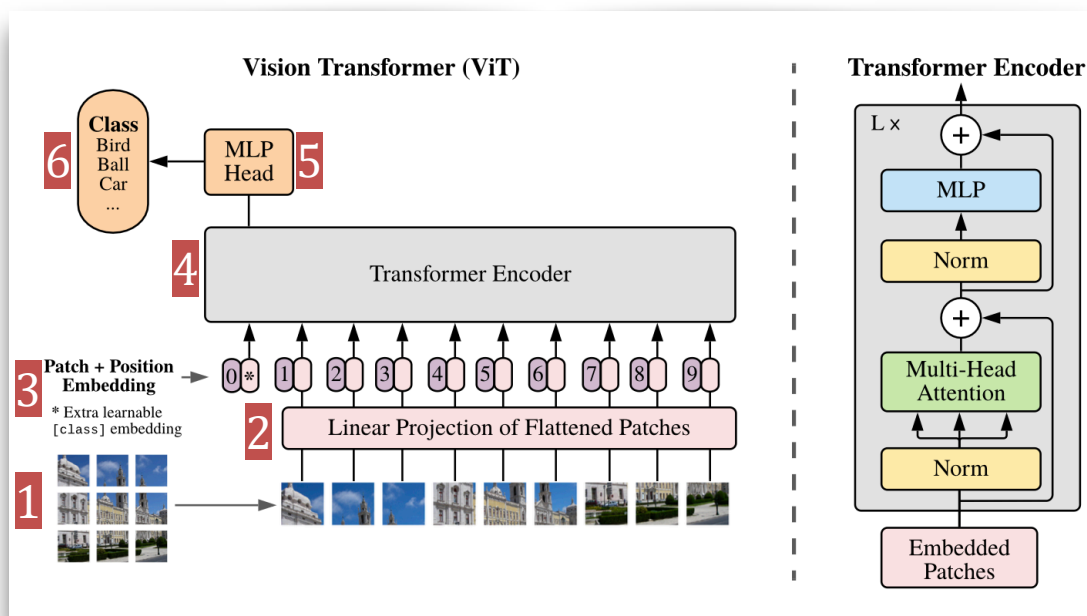 Vision Transformer (ViT)
6
Class
Bird
Ball
Car
...
MLP
Head
5
4
Transformer Encoder
3
Patch + Position
Embedding
* Extra learnable
[class] embedding
0 * 1 2 3 4 5 6 7 8 9
2
Linear Projection of Flattened Patches
1
Transformer Encoder
L ×
+
MLP
Norm
+
Multi-Head
Attention
Norm
Embedded
Patches